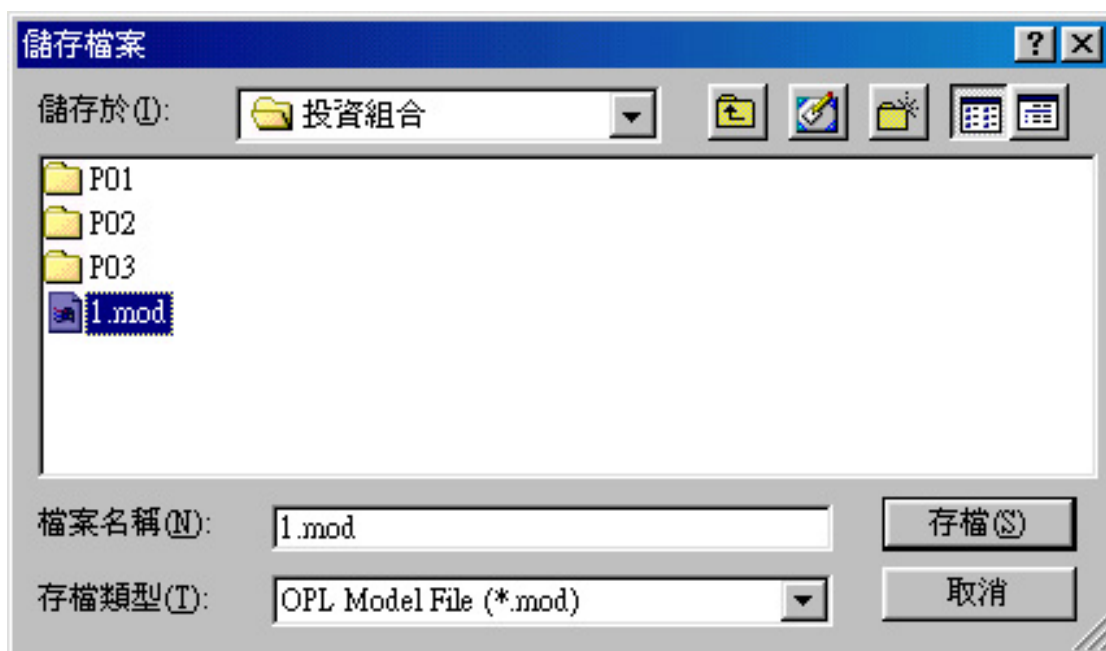 儲存檔案
儲存於(I): 投資組合
P01
P02
P03
1.mod
檔案名稱(N): 1.mod 存檔(S)
存檔類型(T): OPL Model File (*.mod) 取消